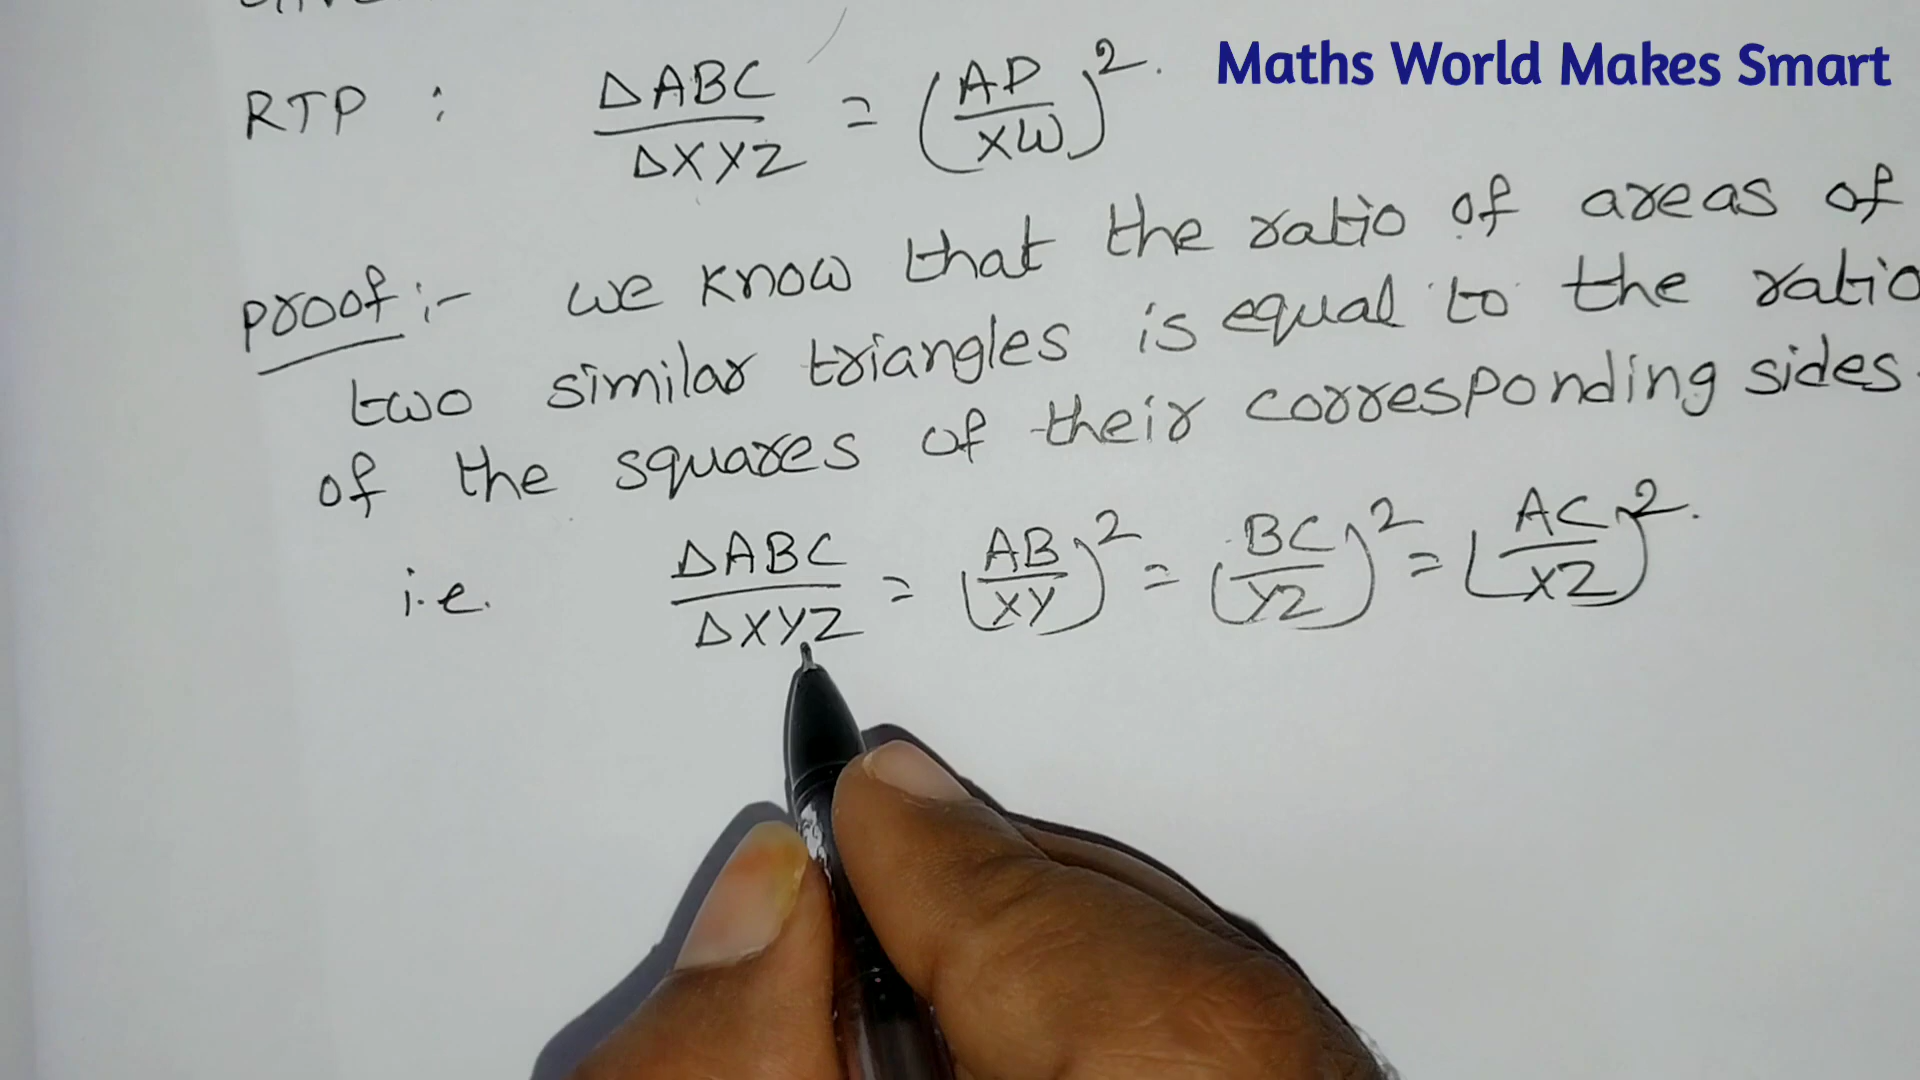 Maths World Makes Smart
RTP : ΔABC/ΔXYZ = (AD/XW)².
proof :- we know that the ratio of areas of
two similar triangles is equal to the ratio
of the squares of their corresponding sides.
i.e. ΔABC/ΔXYZ = (AB/XY)² = (BC/YZ)² = (AC/XZ)².